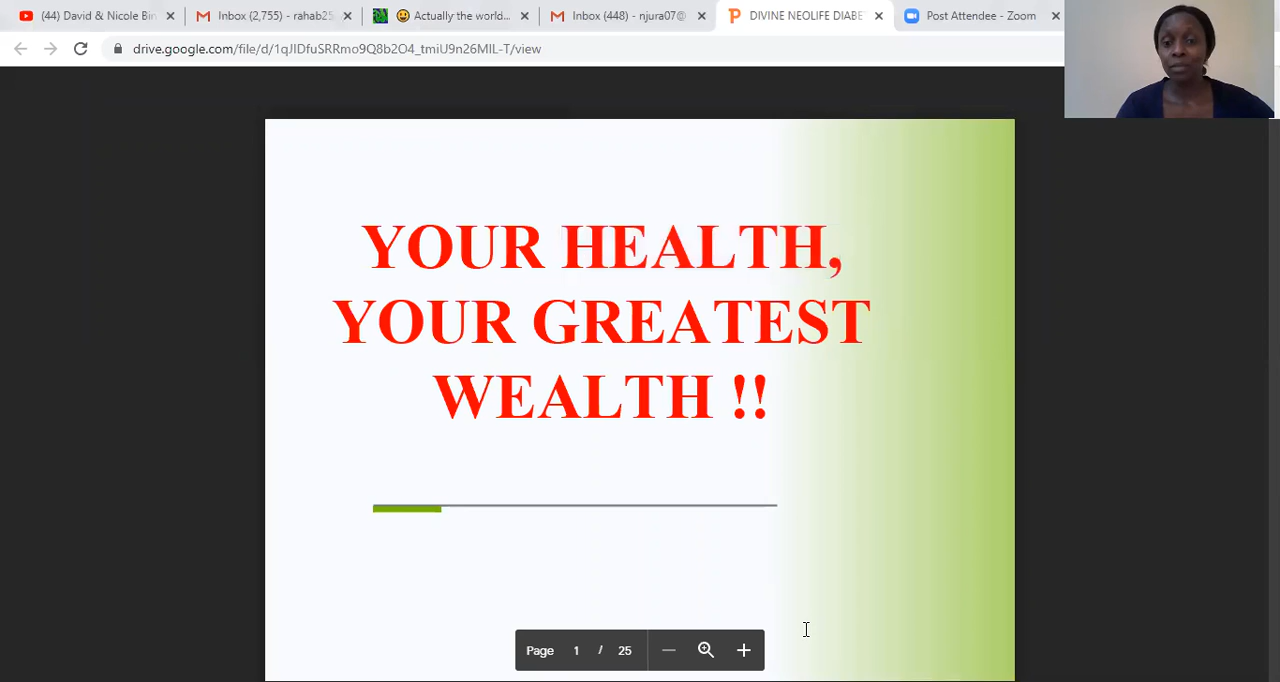 (44) David & Nicole Bin
Inbox (2,755) - rahab25
Actually the world...
Inbox (448) - njura07@
DIVINE NEOLIFE DIABE
Post Attendee - Zoom
drive.google.com/file/d/1qJIDfuSRRmo9Q8b2O4_tmiU9n26MIL-T/view
YOUR HEALTH,
YOUR GREATEST
WEALTH !!
Page 1 / 25